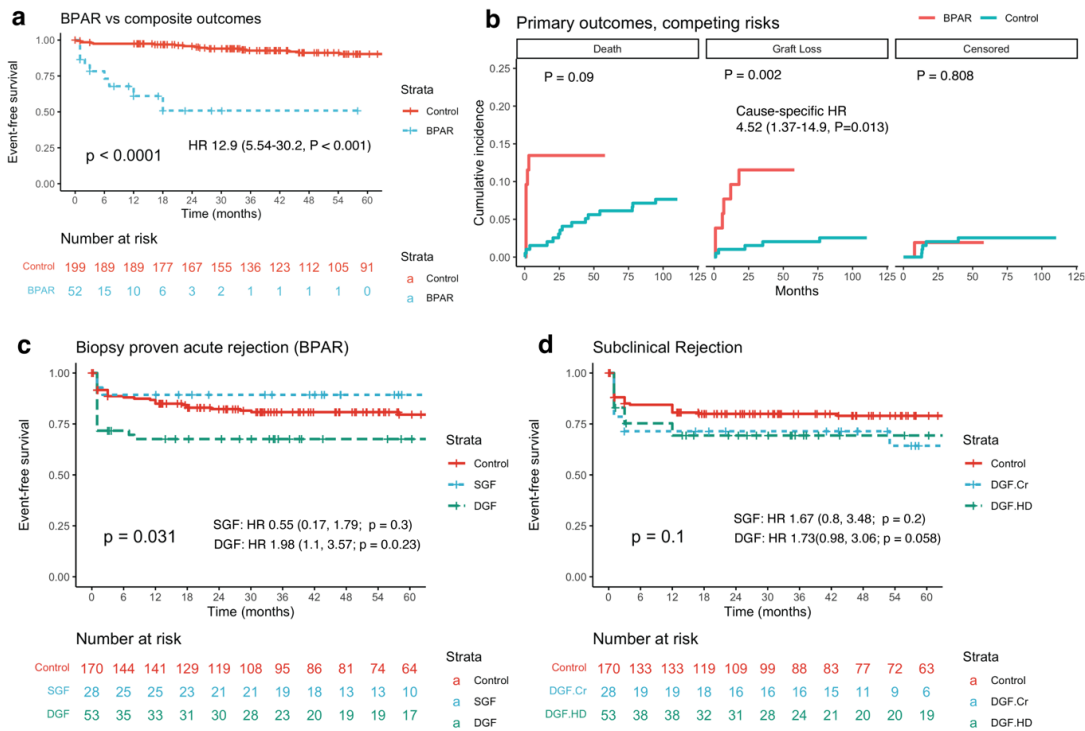 a
BPAR vs composite outcomes
Event-free survival
1.00
0.75
0.50
0.25
0.00
p < 0.0001
HR 12.9 (5.54-30.2, P < 0.001)
0 6 12 18 24 30 36 42 48 54 60
Time (months)
Strata
Control
BPAR
Number at risk
Control 199 189 189 177 167 155 136 123 112 105 91
BPAR 52 15 10 6 3 2 1 1 1 1 0
Strata
a Control
a BPAR
b
Primary outcomes, competing risks
BPAR Control
Death Graft Loss Censored
Cumulative incidence
0.25
0.20
0.15
0.10
0.05
0.00
P = 0.09
P = 0.002
P = 0.808
Cause-specific HR
4.52 (1.37-14.9, P=0.013)
0 25 50 75 100 125 0 25 50 75 100 125 0 25 50 75 100 125
Months
c
Biopsy proven acute rejection (BPAR)
Event-free survival
1.00
0.75
0.50
0.25
0.00
p = 0.031
SGF: HR 0.55 (0.17, 1.79; p = 0.3)
DGF: HR 1.98 (1.1, 3.57; p = 0.0.23)
0 6 12 18 24 30 36 42 48 54 60
Time (months)
Strata
Control
SGF
DGF
Number at risk
Control 170 144 141 129 119 108 95 86 81 74 64
SGF 28 25 25 23 21 21 19 18 13 13 10
DGF 53 35 33 31 30 28 23 20 19 19 17
Strata
a Control
a SGF
a DGF
d
Subclinical Rejection
Event-free survival
1.00
0.75
0.50
0.25
0.00
p = 0.1
SGF: HR 1.67 (0.8, 3.48; p = 0.2)
DGF: HR 1.73(0.98, 3.06; p = 0.058)
0 6 12 18 24 30 36 42 48 54 60
Time (months)
Strata
Control
DGF.Cr
DGF.HD
Number at risk
Control 170 133 133 119 109 99 88 83 77 72 63
DGF.Cr 28 19 19 18 16 16 16 15 11 9 6
DGF.HD 53 38 38 32 31 28 24 21 20 20 19
Strata
a Control
a DGF.Cr
a DGF.HD